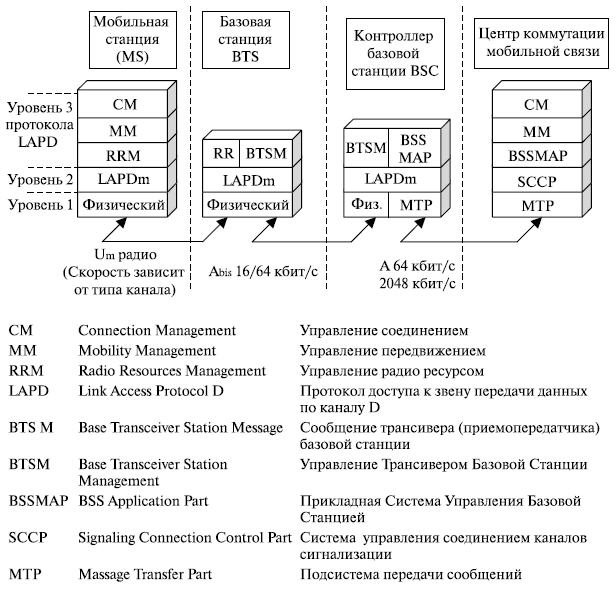 Мобильная
станция
(MS)
Базовая
станция
BTS
Контроллер
базовой
станции BSC
Центр коммутации
мобильной связи
Уровень 3
протокола
LAPD
Уровень 2
Уровень 1
CM
MM
RRM
LAPDm
Физический
RR
BTSM
LAPDm
Физический
BTSM
BSS
MAP
LAPDm
Физ.
MTP
CM
MM
BSSMAP
SCCP
MTP
Um радио
(Скорость зависит
от типа канала)
Abis 16/64 кбит/с
A 64 кбит/с
2048 кбит/с
CM Connection Management Управление соединением
MM Mobility Management Управление передвижением
RRM Radio Resources Management Управление радио ресурсом
LAPD Link Access Protocol D Протокол доступа к звену передачи данных
по каналу D
BTS M Base Transceiver Station Message Сообщение трансивера (приемопередатчика)
базовой станции
BTSM Base Transceiver Station Управление Трансивером Базовой Станции
Management
BSSMAP BSS Application Part Прикладная Система Управления Базовой
Станцией
SCCP Signaling Connection Control Part Система управления соединением каналов
сигнализации
MTP Massage Transfer Part Подсистема передачи сообщений